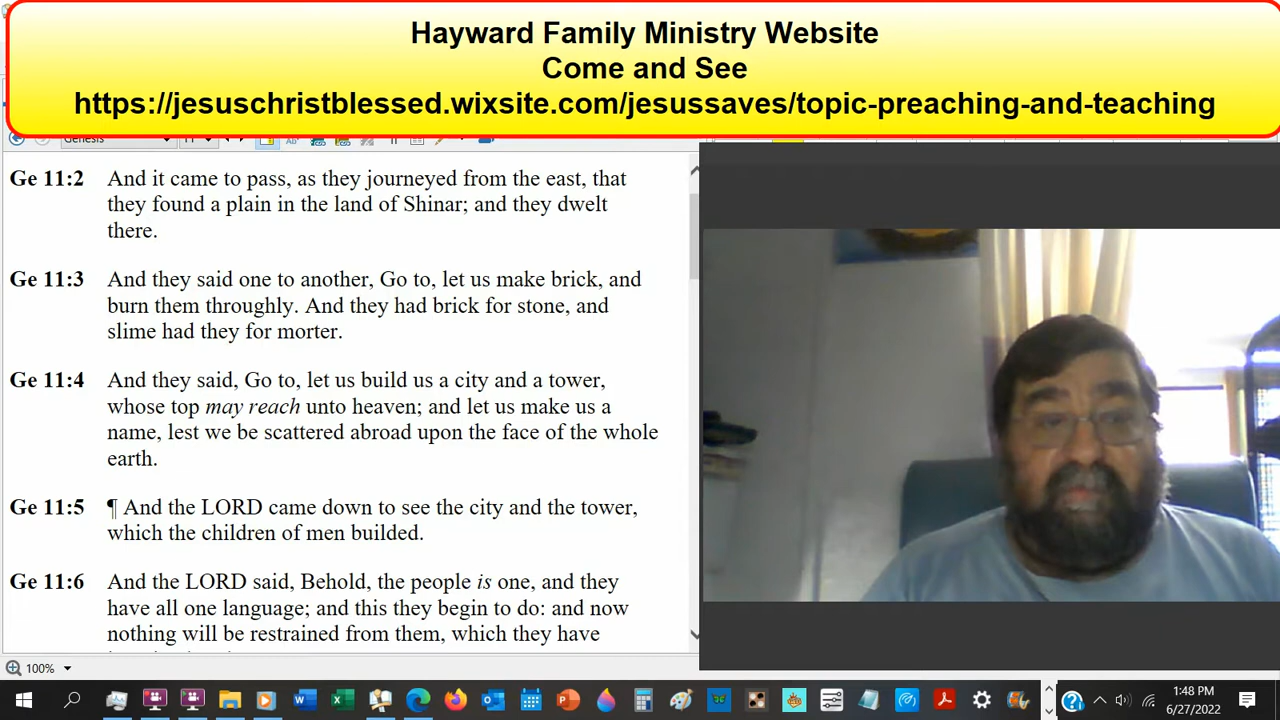 Hayward Family Ministry Website
Come and See
https://jesuschristblessed.wixsite.com/jesussaves/topic-preaching-and-teaching
Genesis
Ge 11:2 And it came to pass, as they journeyed from the east, that
they found a plain in the land of Shinar; and they dwelt
there.
Ge 11:3 And they said one to another, Go to, let us make brick, and
burn them throughly. And they had brick for stone, and
slime had they for morter.
Ge 11:4 And they said, Go to, let us build us a city and a tower,
whose top may reach unto heaven; and let us make us a
name, lest we be scattered abroad upon the face of the whole
earth.
Ge 11:5 ¶ And the LORD came down to see the city and the tower,
which the children of men builded.
Ge 11:6 And the LORD said, Behold, the people is one, and they
have all one language; and this they begin to do: and now
nothing will be restrained from them, which they have
100%
1:48 PM
6/27/2022